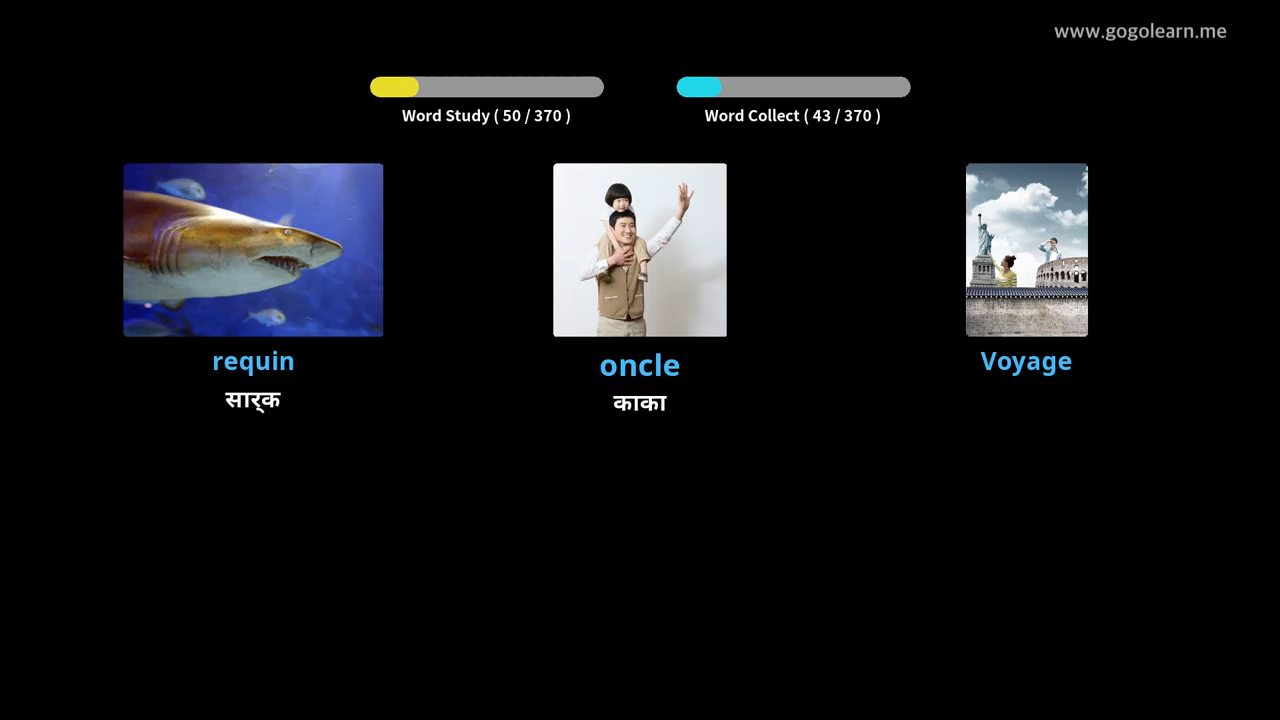 www.gogolearn.me
Word Study ( 50 / 370 )
Word Collect ( 43 / 370 )
requin
सार्‍क
oncle
काका
Voyage